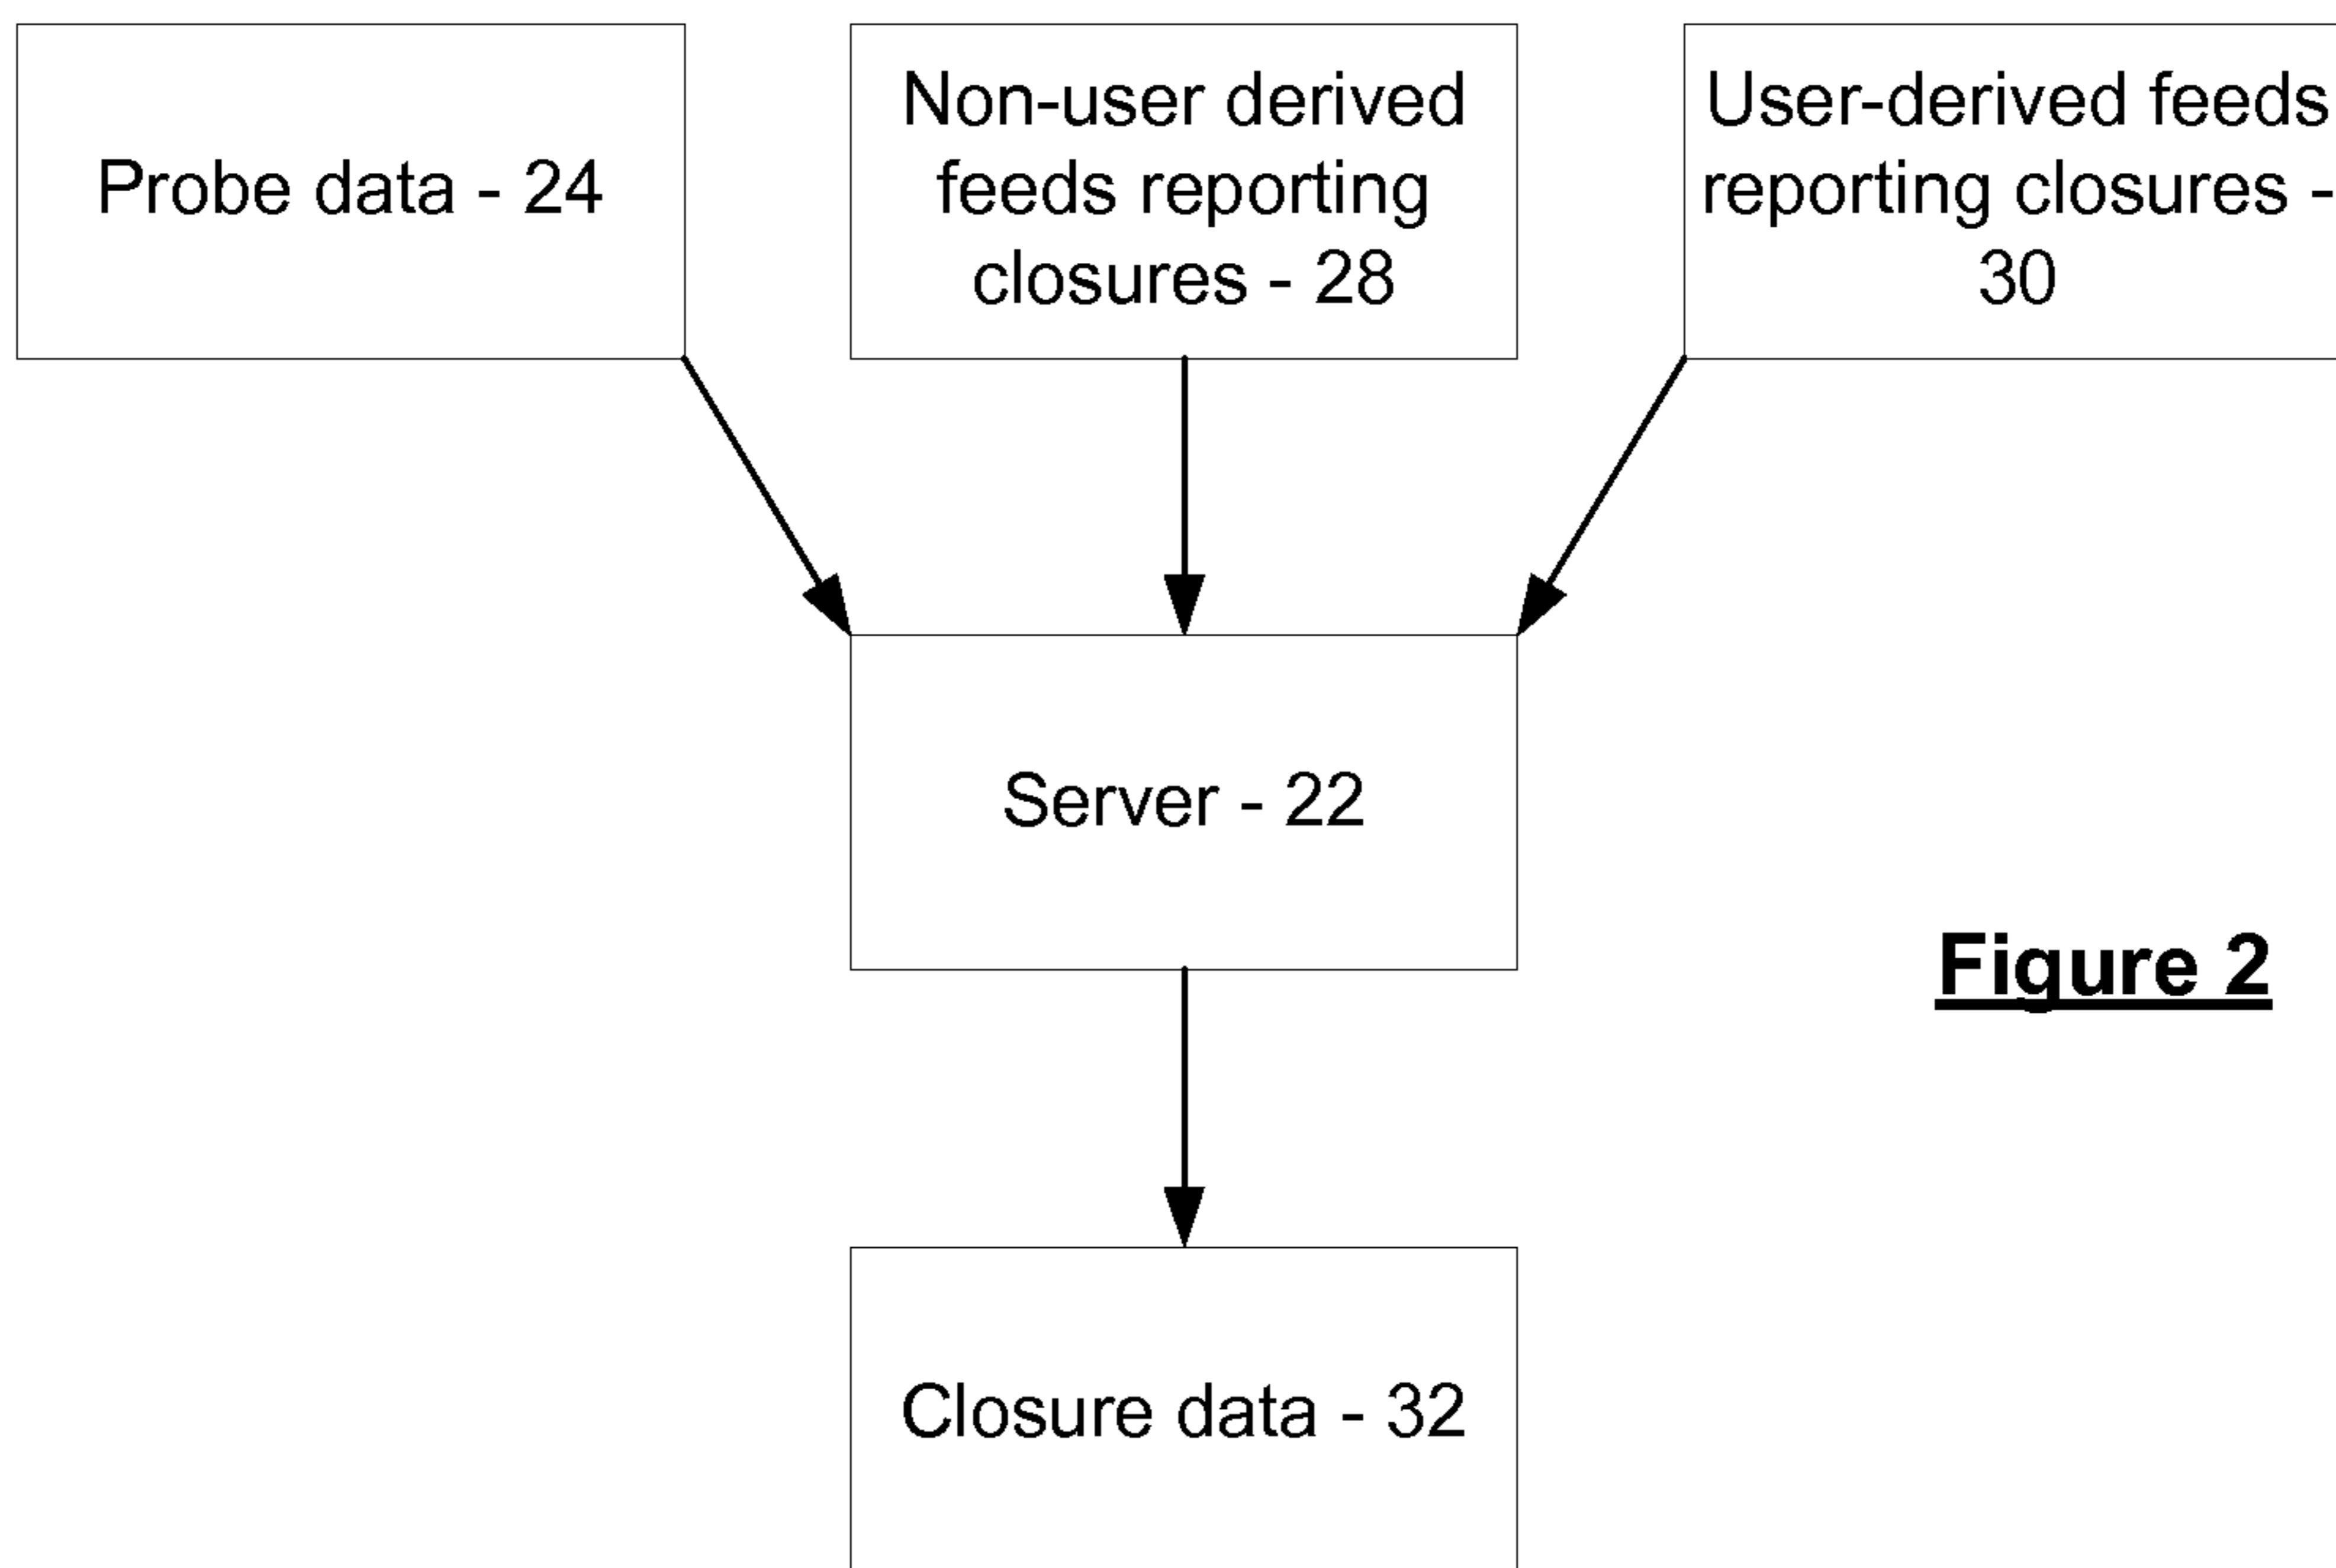 Probe data - 24
Non-user derived
feeds reporting
closures - 28
User-derived feeds
reporting closures -
30
Server - 22
Figure 2
Closure data - 32